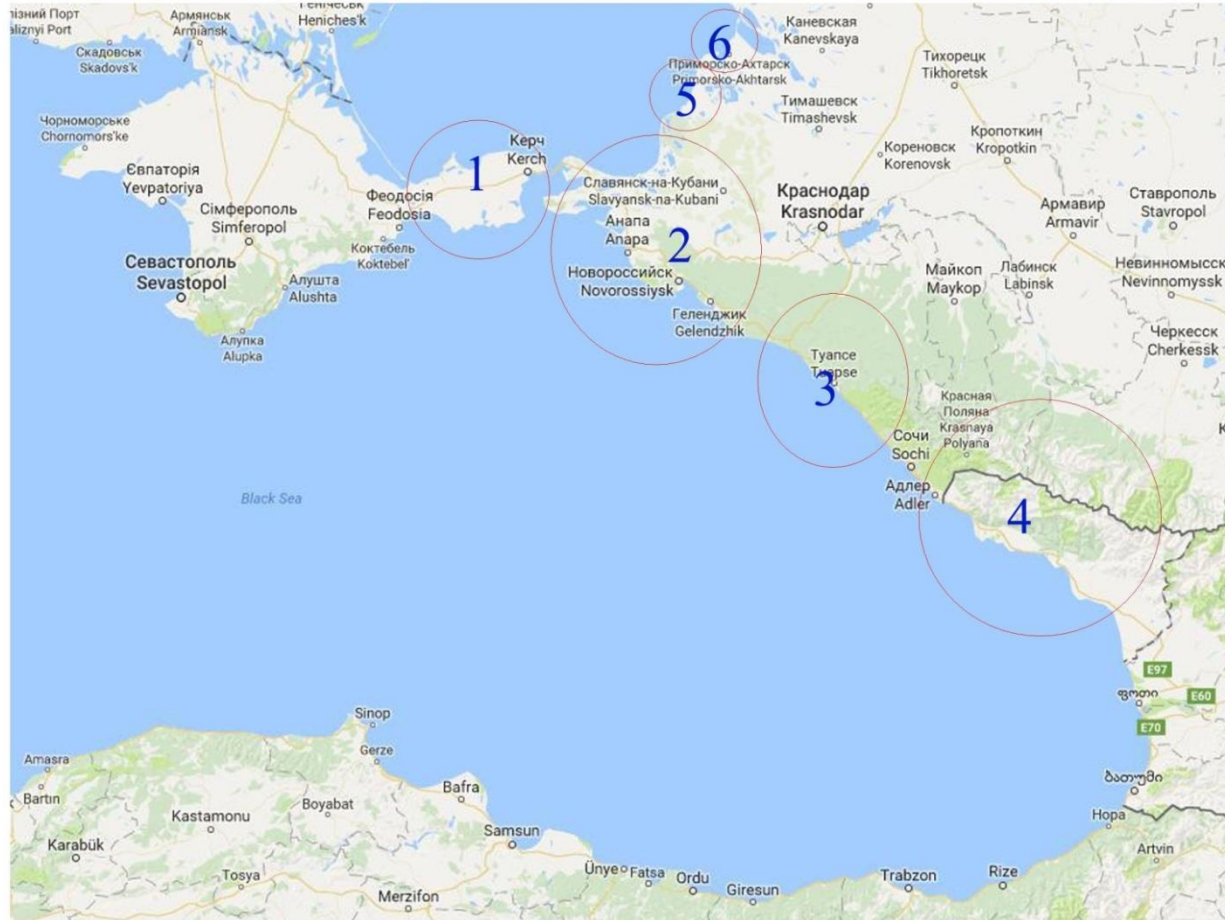 лізний Порт
aliznyi Port
Армянськ
Armiansk
Генічеськ
Heniches'k
Скадовськ
Skadovs'k
Каневская
Kanevskaya
6
Приморско-Ахтарск
Primorsko-Akhtarsk
Тихорецк
Tikhoretsk
5
Тимашевск
Timashevsk
Чорноморське
Chornomors'ke
Керч
Kerch
Кореновск
Korenovsk
Кропоткин
Kropotkin
1
Євпаторія
Yevpatoriya
Феодосія
Feodosia
Славянск-на-Кубани
Slavyansk-na-Kubani
Краснодар
Krasnodar
Армавир
Armavir
Ставрополь
Stavropol
Сімферополь
Simferopol
Коктебель
Koktebel'
Анапа
Anapa
2
Севастополь
Sevastopol
Алушта
Alushta
Новороссийск
Novorossiysk
Майкоп
Maykop
Лабинск
Labinsk
Невинномысск
Nevinnomyssk
Алупка
Alupka
Геленджик
Gelendzhik
Черкесск
Cherkessk
Туапсе
Tuapse
3
Красная
Поляна
Krasnaya
Polyana
К
K
Сочи
Sochi
Адлер
Adler
Black Sea
4
E97
ფოთი
E60
E70
Sinop
Gerze
Amasra
Bartın
Bafra
ბათუმი
Kastamonu
Boyabat
Samsun
Hopa
Karabük
Tosya
Merzifon
Ünye
Fatsa
Ordu
Giresun
Trabzon
Rize
Artvin